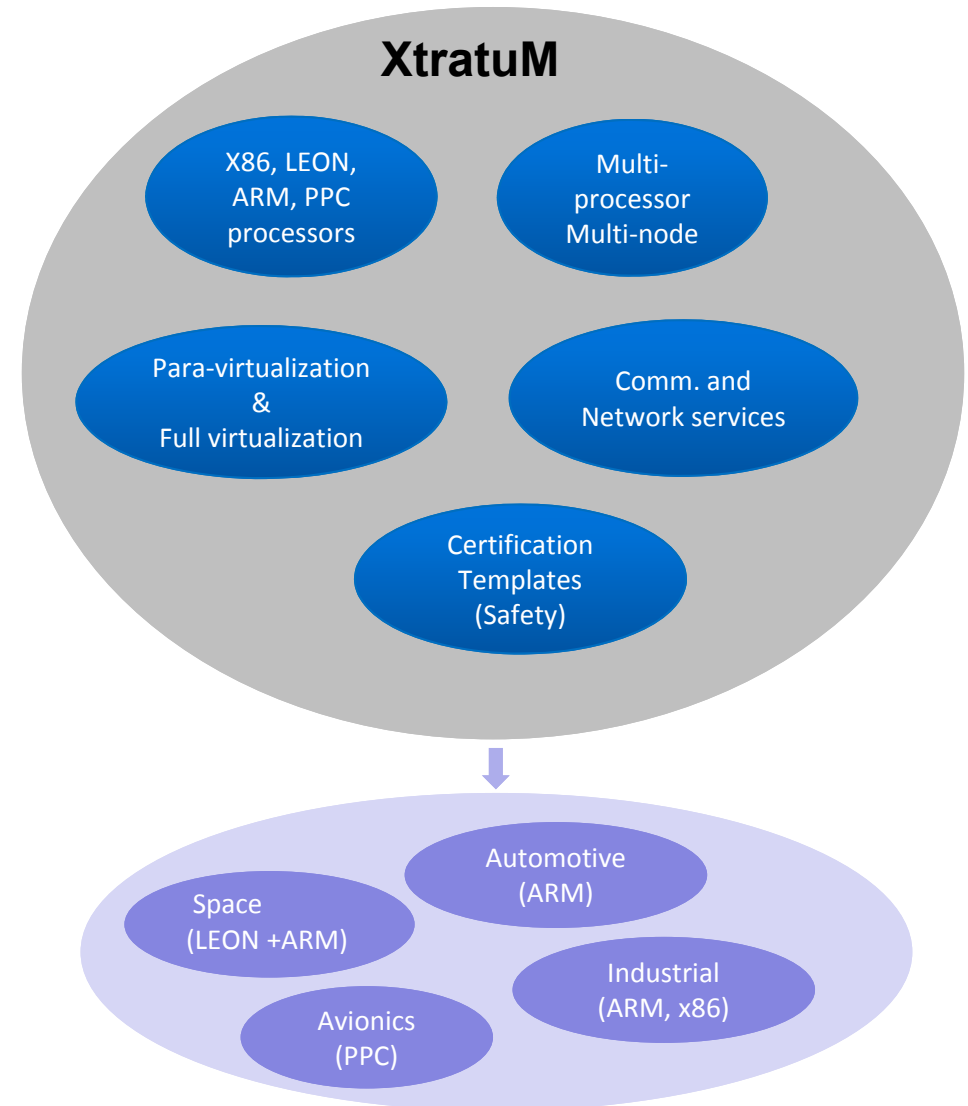 XtratuM
X86, LEON,
ARM, PPC
processors
Multi-
processor
Multi-node
Para-virtualization
&
Full virtualization
Comm. and
Network services
Certification
Templates
(Safety)
Automotive
(ARM)
Space
(LEON +ARM)
Industrial
(ARM, x86)
Avionics
(PPC)